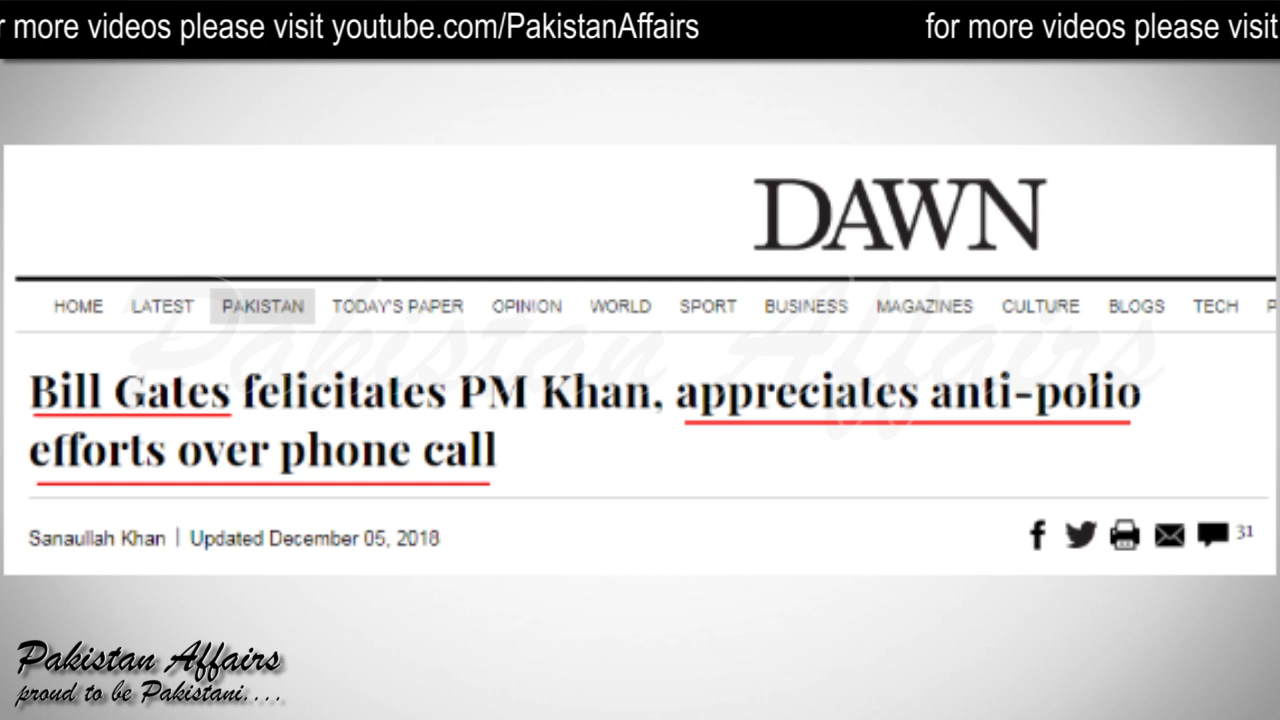 r more videos please visit youtube.com/PakistanAffairs for more videos please visit
DAWN
HOME LATEST PAKISTAN TODAY'S PAPER OPINION WORLD SPORT BUSINESS MAGAZINES CULTURE BLOGS TECH P
Pakistan Affairs
Bill Gates felicitates PM Khan, appreciates anti-polio
efforts over phone call
Sanaullah Khan | Updated December 05, 2018 31
Pakistan Affairs
proud to be Pakistani....